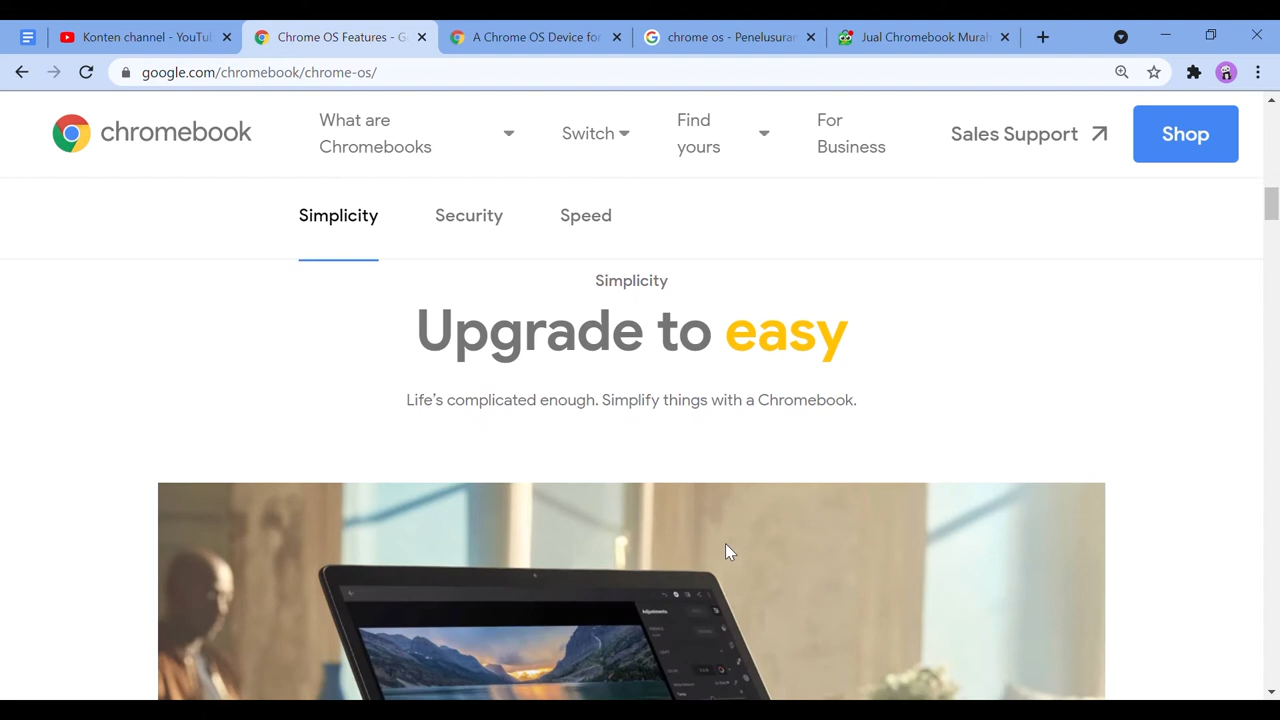 Konten channel - YouTu
Chrome OS Features - G
A Chrome OS Device for
chrome os - Penelusuran
Jual Chromebook Murah
google.com/chromebook/chrome-os/
chromebook
What are
Chromebooks
Switch
Find
yours
For
Business
Sales Support
Shop
Simplicity
Security
Speed
Simplicity
Upgrade to easy
Life's complicated enough. Simplify things with a Chromebook.
Adjustments